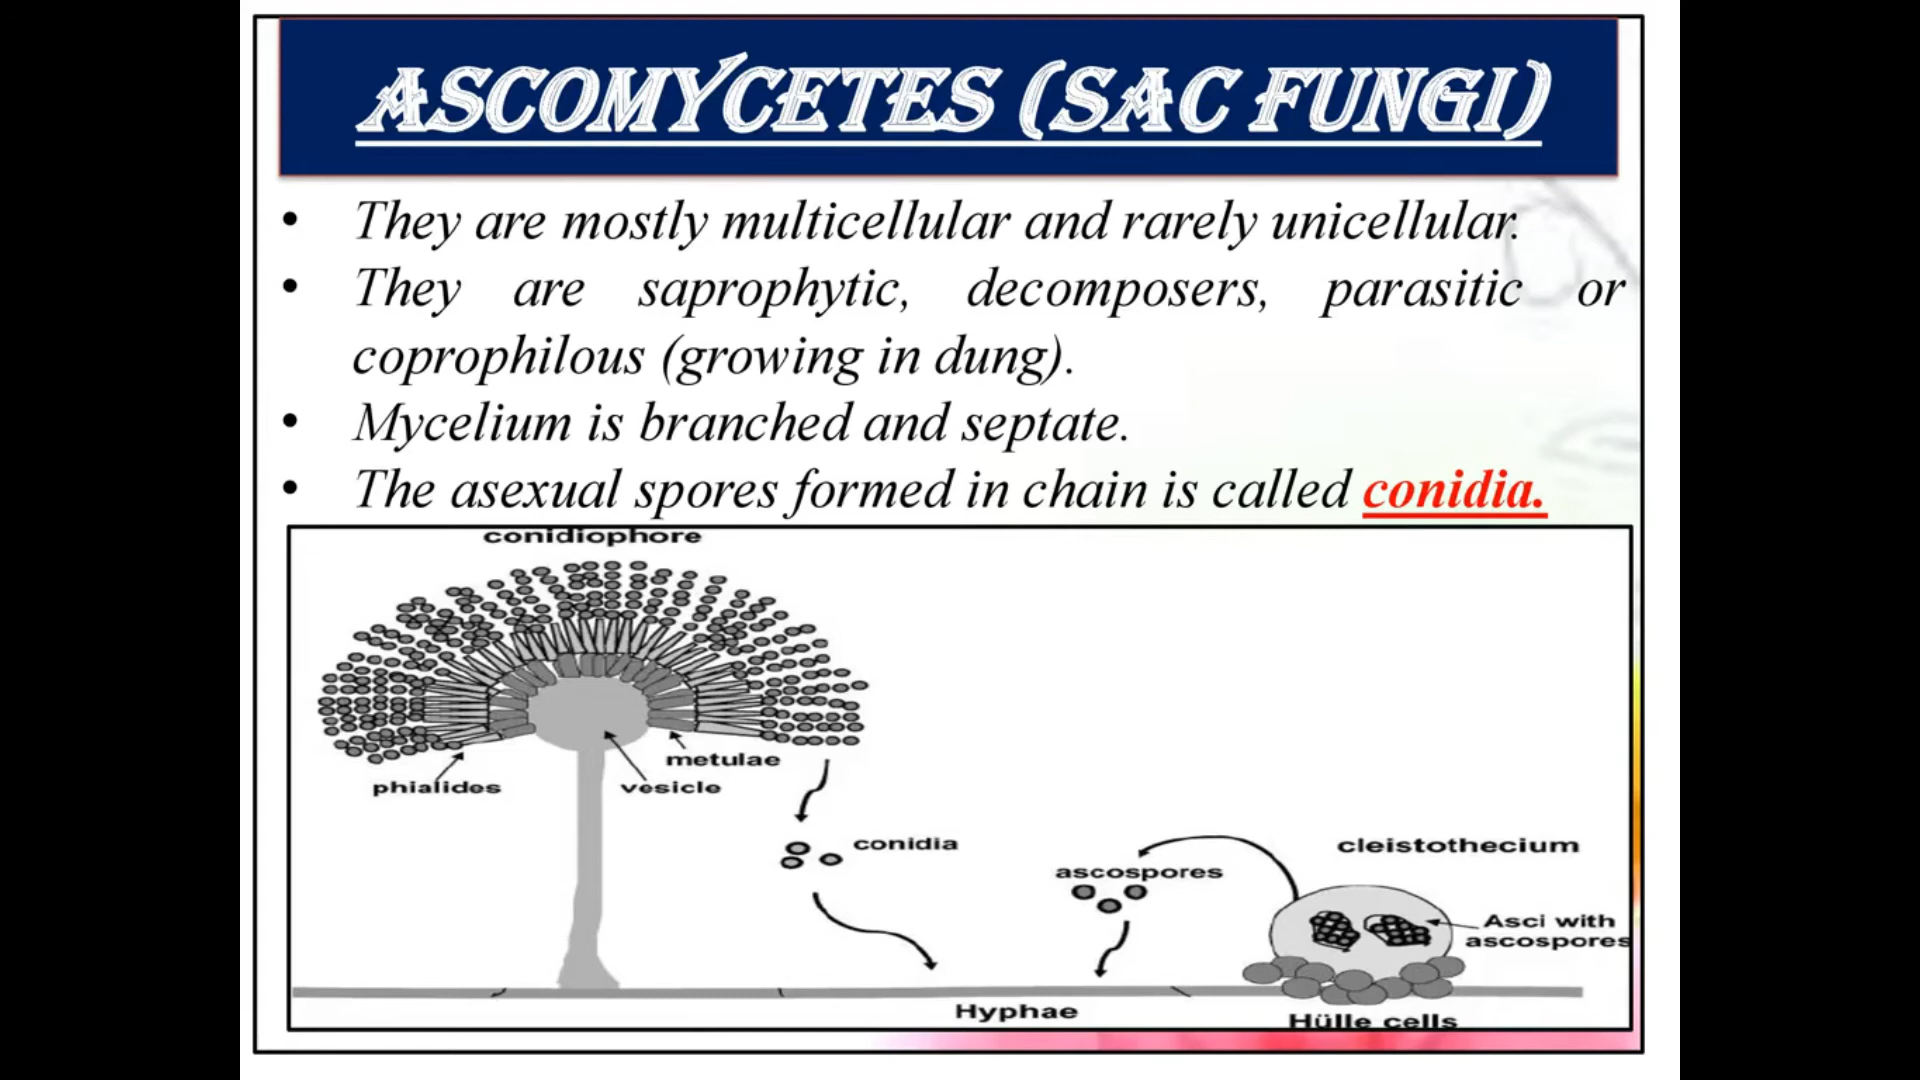 ASCOMYCETES (SAC FUNGI)
• They are mostly multicellular and rarely unicellular.
• They are saprophytic, decomposers, parasitic or
coprophilous (growing in dung).
• Mycelium is branched and septate.
• The asexual spores formed in chain is called conidia.
conidiophore
metulae
phialides
vesicle
conidia
cleistothecium
ascospores
Asci with
ascospores
Hyphae
Hülle cells